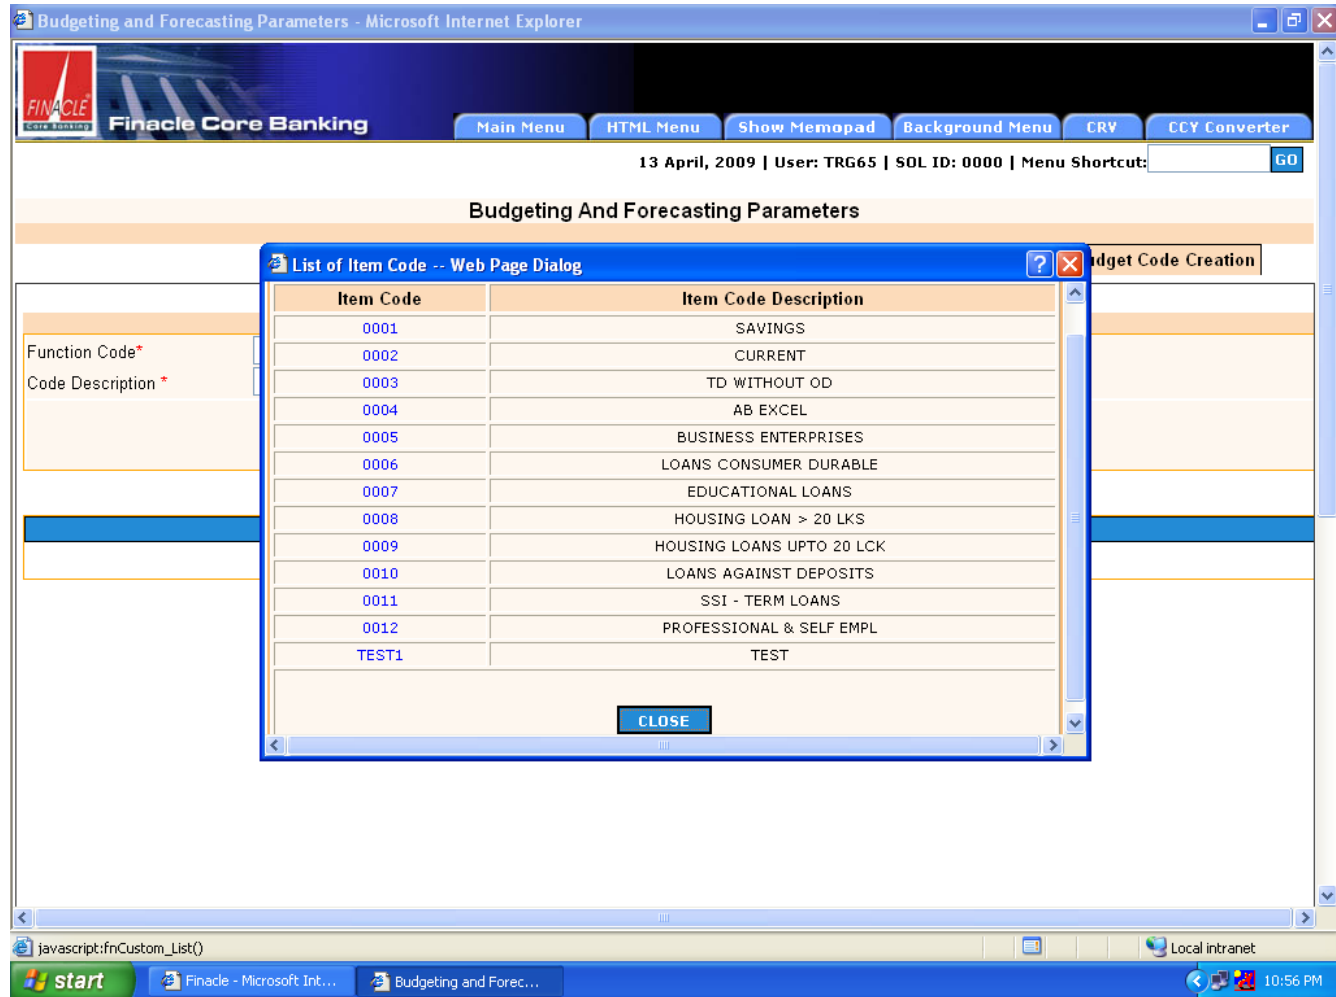 Budgeting and Forecasting Parameters - Microsoft Internet Explorer
FINACLE
Core Banking
Finacle Core Banking
Main Menu HTML Menu Show Memopad Background Menu CRV CCY Converter
13 April, 2009 | User: TRG65 | SOL ID: 0000 | Menu Shortcut: GO
Budgeting And Forecasting Parameters
Code Creation
List of Item Code -- Web Page Dialog
Item Code Item Code Description
0001 SAVINGS
Function Code*
0002 CURRENT
Code Description *
0003 TD WITHOUT OD
0004 AB EXCEL
0005 BUSINESS ENTERPRISES
0006 LOANS CONSUMER DURABLE
0007 EDUCATIONAL LOANS
0008 HOUSING LOAN > 20 LKS
0009 HOUSING LOANS UPTO 20 LCK
0010 LOANS AGAINST DEPOSITS
0011 SSI - TERM LOANS
0012 PROFESSIONAL & SELF EMPL
TEST1 TEST
CLOSE
javascript:fnCustom_List() Local intranet
start Finacle - Microsoft Int... Budgeting and Forec... 10:56 PM